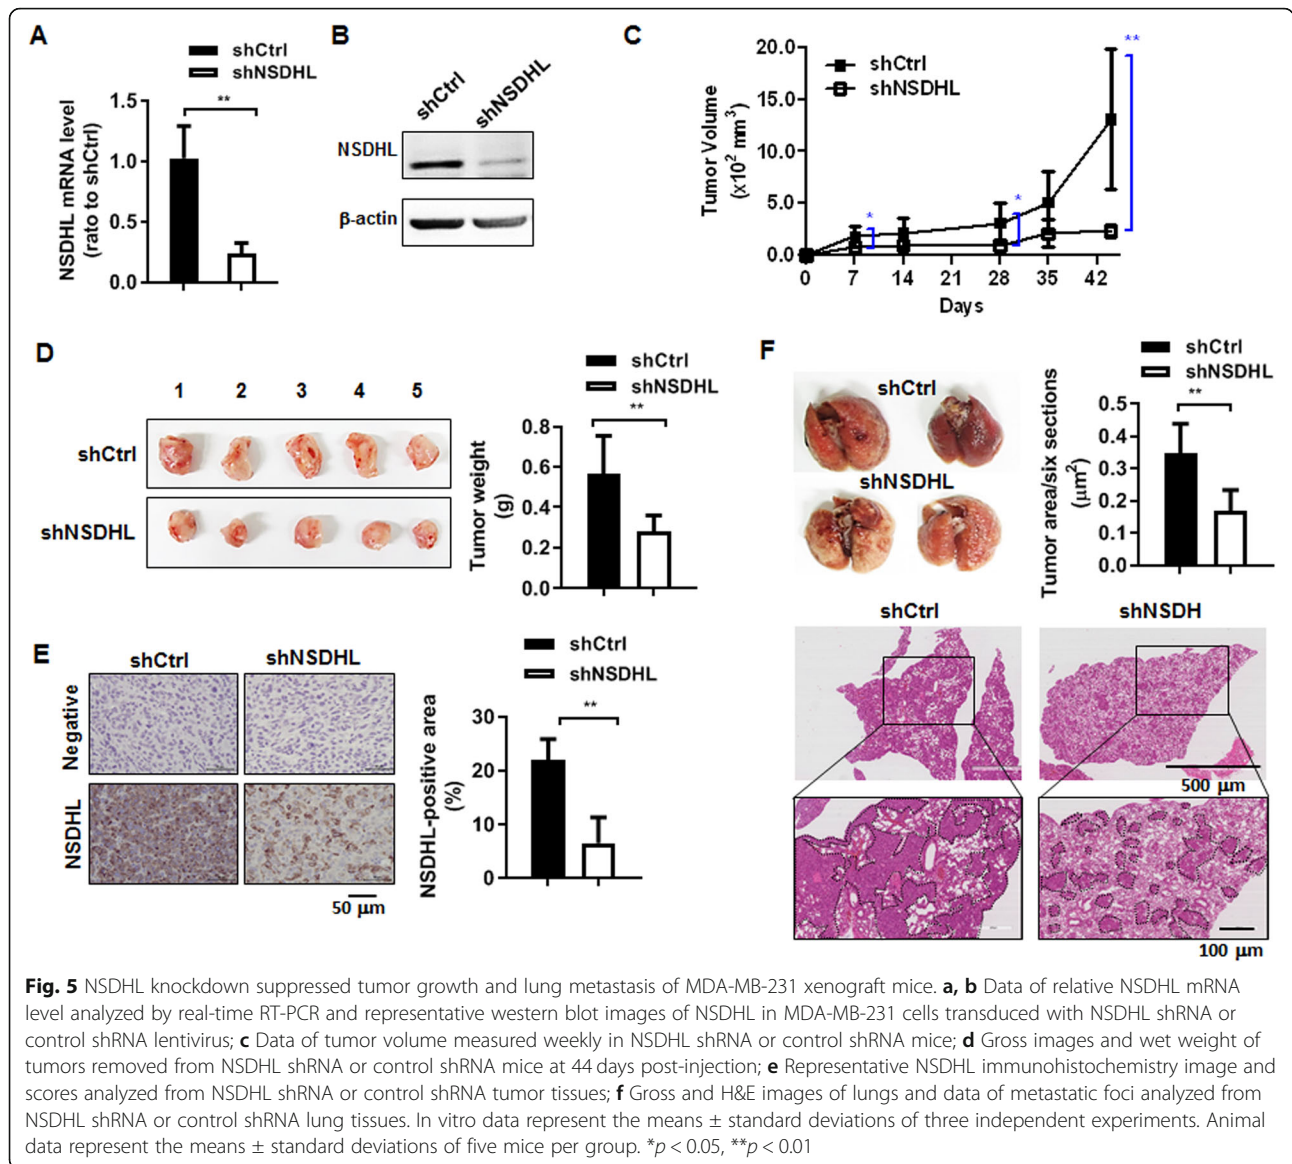 A
shCtrl
shNSDHL
NSDHL mRNA level
(rato to shCtrl)
1.5
1.0
0.5
0.0
**
B
shCtrl
shNSDHL
NSDHL
β-actin
C
shCtrl
shNSDHL
Tumor Volume
(x10² mm³)
20.0
15.0
10.0
5.0
0.0
0
7
14
21
28
35
42
Days
*
*
**
D
1
2
3
4
5
shCtrl
shNSDHL
shCtrl
shNSDHL
Tumor weight
(g)
0.8
0.6
0.4
0.2
0.0
**
E
shCtrl
shNSDHL
Negative
NSDHL
50 μm
shCtrl
shNSDHL
NSDHL-positive area
(%)
30
20
10
0
**
F
shCtrl
shNSDHL
shCtrl
shNSDHL
Tumor area/six sections
(μm²)
0.5
0.4
0.3
0.2
0.1
0.0
**
shCtrl
shNSDH
500 μm
100 μm
Fig. 5 NSDHL knockdown suppressed tumor growth and lung metastasis of MDA-MB-231 xenograft mice. a, b Data of relative NSDHL mRNA
level analyzed by real-time RT-PCR and representative western blot images of NSDHL in MDA-MB-231 cells transduced with NSDHL shRNA or
control shRNA lentivirus; c Data of tumor volume measured weekly in NSDHL shRNA or control shRNA mice; d Gross images and wet weight of
tumors removed from NSDHL shRNA or control shRNA mice at 44 days post-injection; e Representative NSDHL immunohistochemistry image and
scores analyzed from NSDHL shRNA or control shRNA tumor tissues; f Gross and H&E images of lungs and data of metastatic foci analyzed from
NSDHL shRNA or control shRNA lung tissues. In vitro data represent the means ± standard deviations of three independent experiments. Animal
data represent the means ± standard deviations of five mice per group. *p < 0.05, **p < 0.01